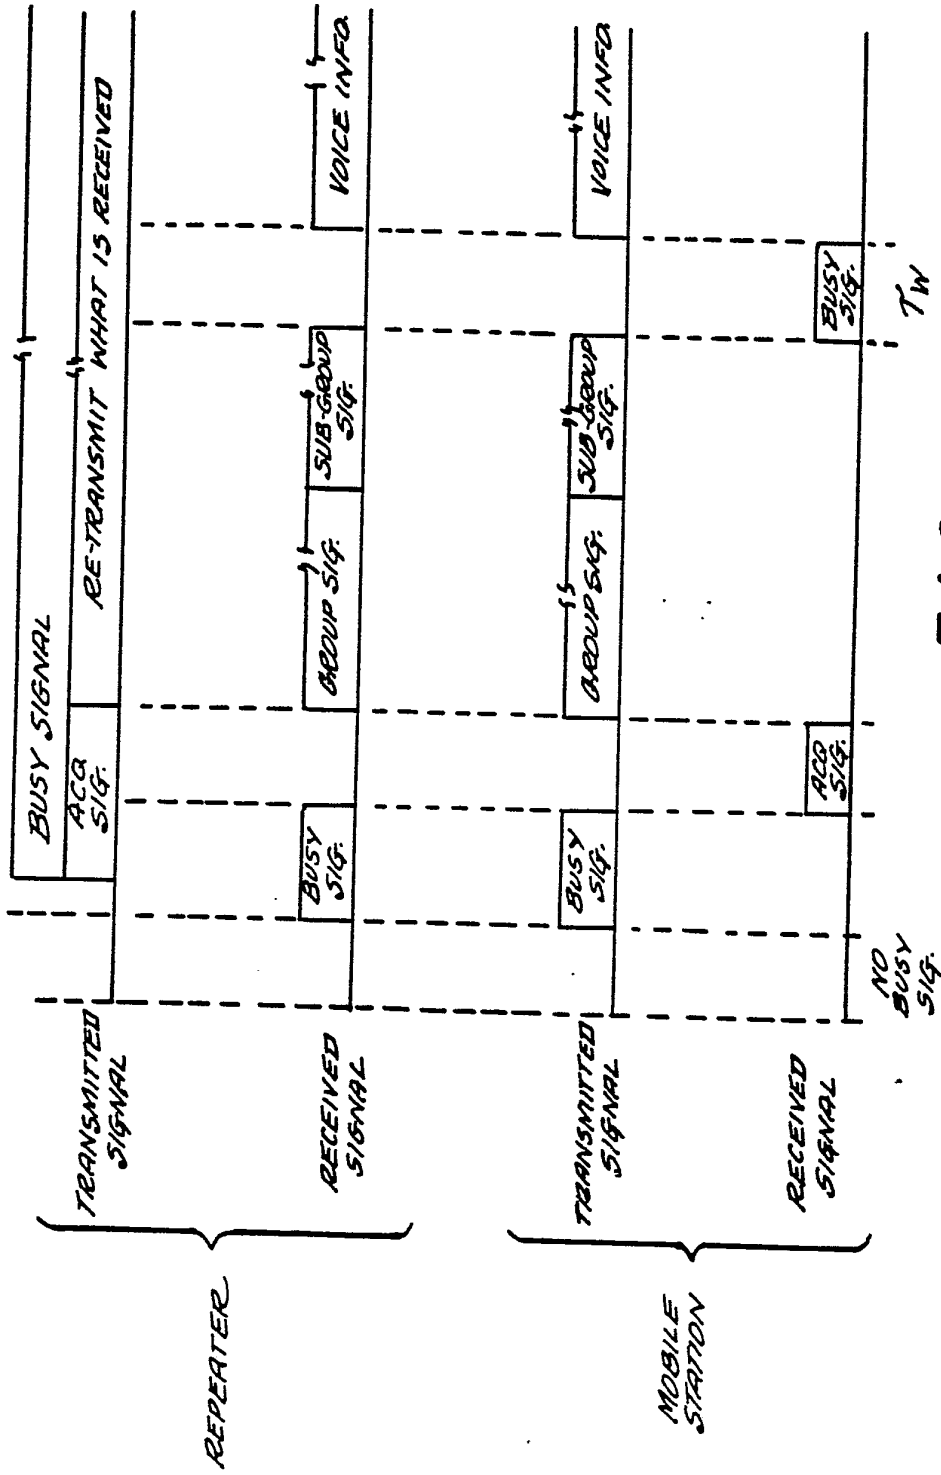 REPEATER
TRANSMITTED
SIGNAL
BUSY SIGNAL
ACQ
SIG.
RE-TRANSMIT WHAT IS RECEIVED
RECEIVED
SIGNAL
BUSY
SIG.
GROUP SIG.
SUB-GROUP
SIG.
VOICE INFO.
MOBILE
STATION
TRANSMITTED
SIGNAL
BUSY
SIG.
GROUP SIG.
SUB-GROUP
SIG.
VOICE INFO.
RECEIVED
SIGNAL
ACQ
SIG.
BUSY
SIG.
NO
BUSY
SIG.
TW